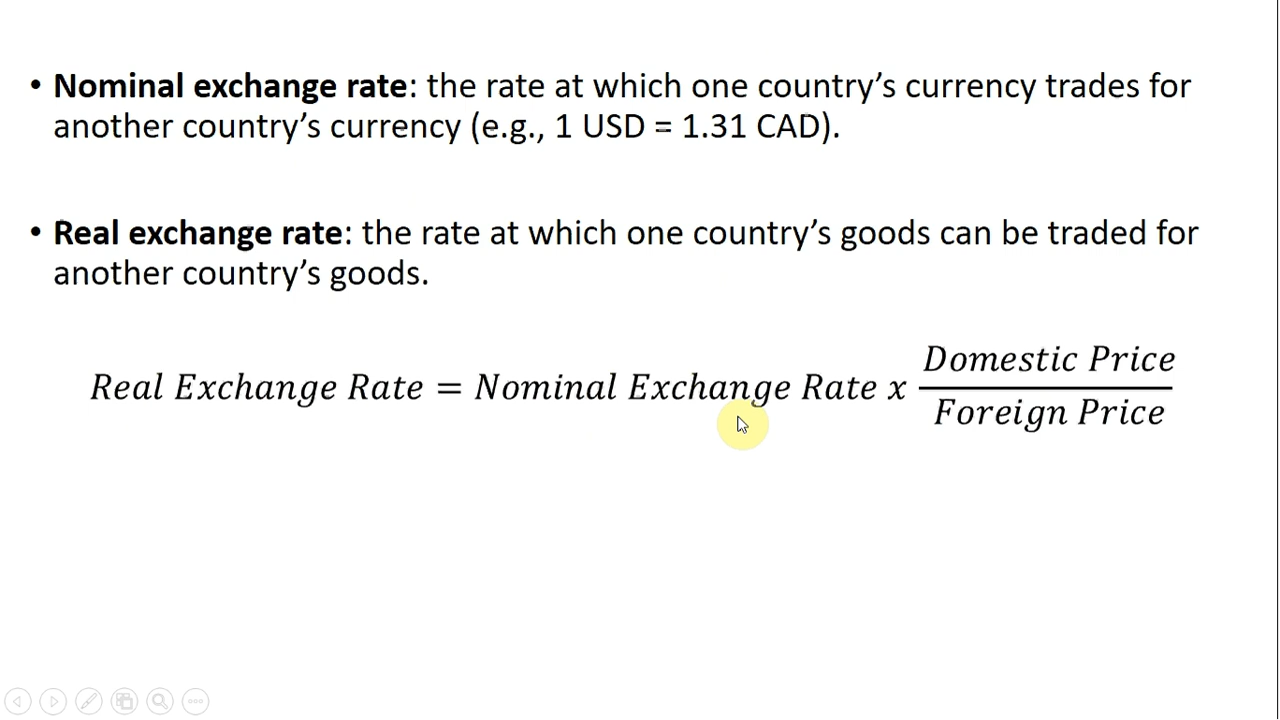 • Nominal exchange rate: the rate at which one country’s currency trades for
another country’s currency (e.g., 1 USD = 1.31 CAD).
• Real exchange rate: the rate at which one country’s goods can be traded for
another country’s goods.
Real Exchange Rate = Nominal Exchange Rate x Domestic Price
Foreign Price